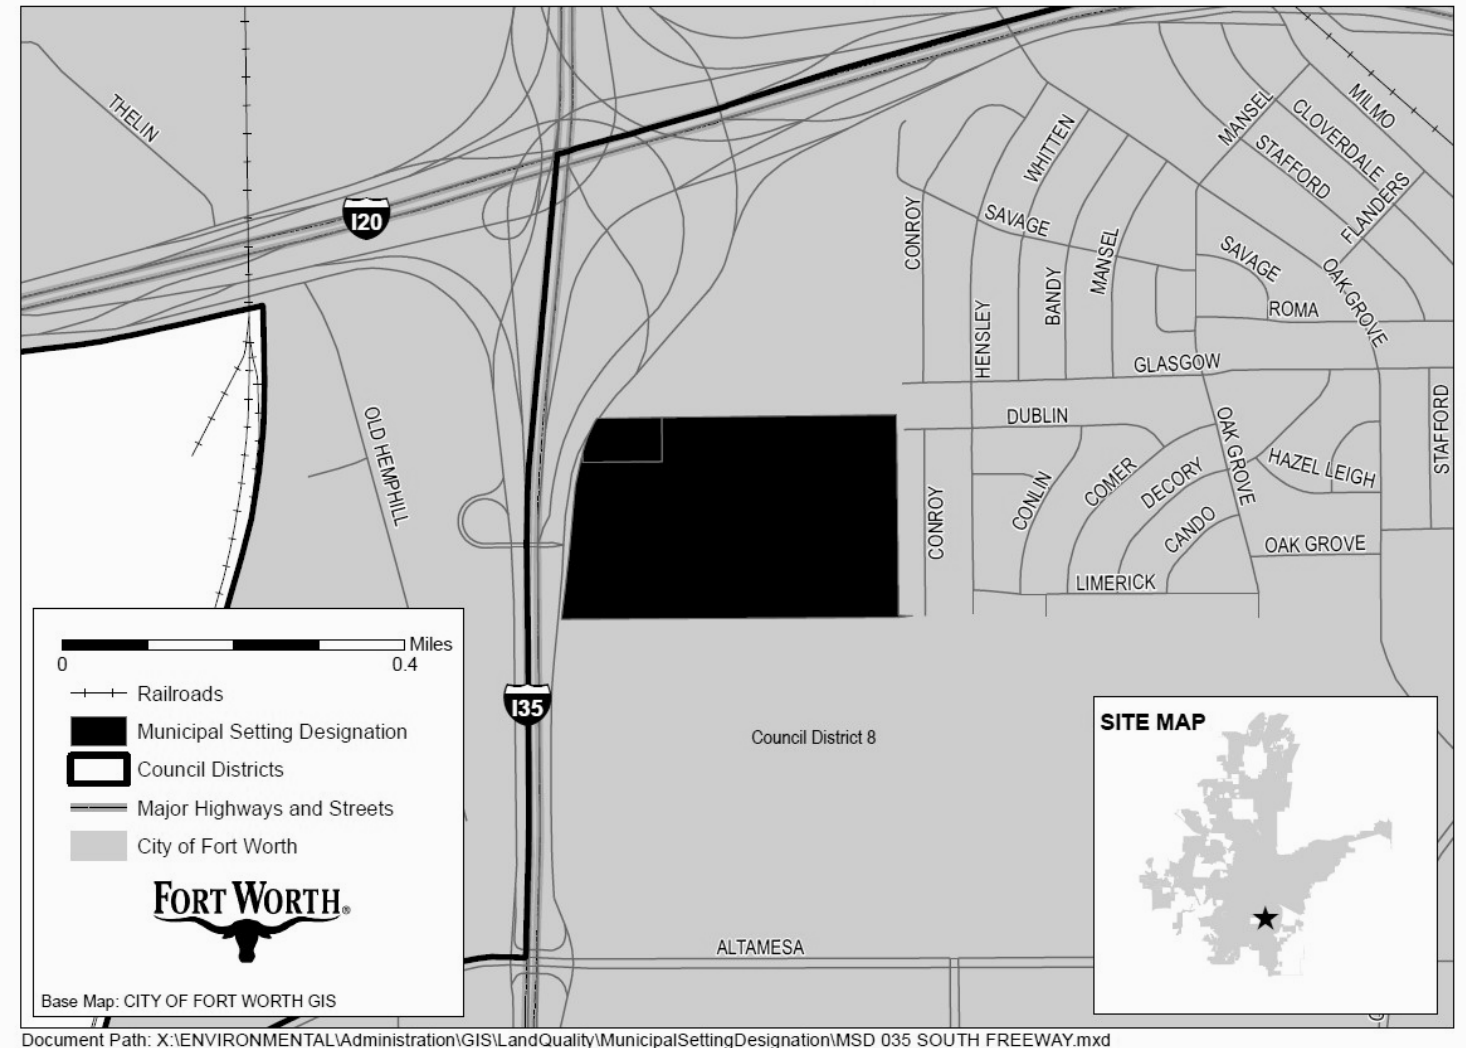 THELIN
I20
WHITTEN
MANSEL
MILMO
CLOVERDALE
STAFFORD
FLANDERS
CONROY
SAVAGE
MANSEL
SAVAGE
OAK GROVE
BANDY
HENSLEY
ROMA
GLASGOW
OLD HEMPHILL
DUBLIN
OAK GROVE
STAFFORD
CONLIN
COMER
DECORY
HAZEL LEIGH
CONROY
CANDO
OAK GROVE
LIMERICK
I35
Council District 8
ALTAMESA
0 0.4 Miles
Railroads
Municipal Setting Designation
Council Districts
Major Highways and Streets
City of Fort Worth
FORT WORTH®
Base Map: CITY OF FORT WORTH GIS
SITE MAP
Document Path: X:\ENVIRONMENTAL\Administration\GIS\LandQuality\MunicipalSettingDesignation\MSD 035 SOUTH FREEWAY.mxd